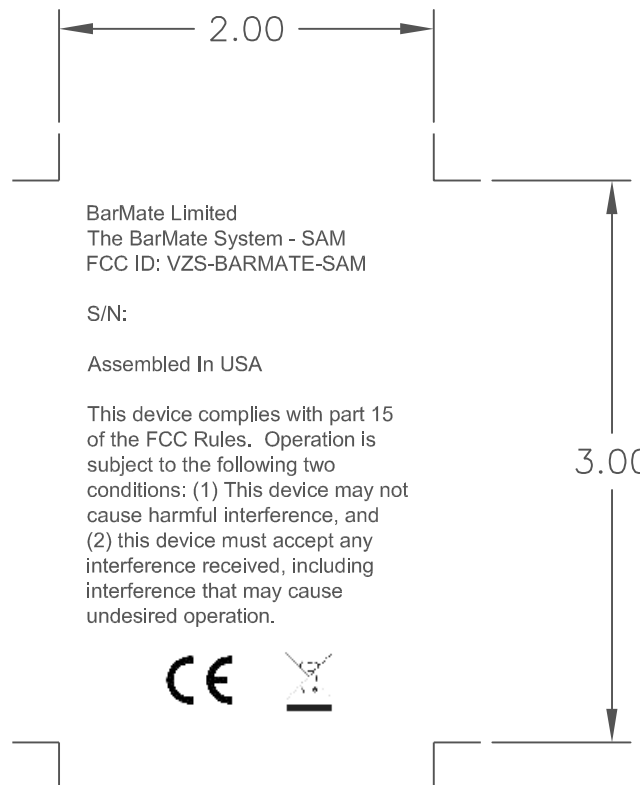 2.00
BarMate Limited
The BarMate System - SAM
FCC ID: VZS-BARMATE-SAM
S/N:
Assembled In USA
This device complies with part 15
of the FCC Rules.  Operation is
subject to the following two
conditions: (1) This device may not
cause harmful interference, and
(2) this device must accept any
interference received, including
interference that may cause
undesired operation.
3.00
CE